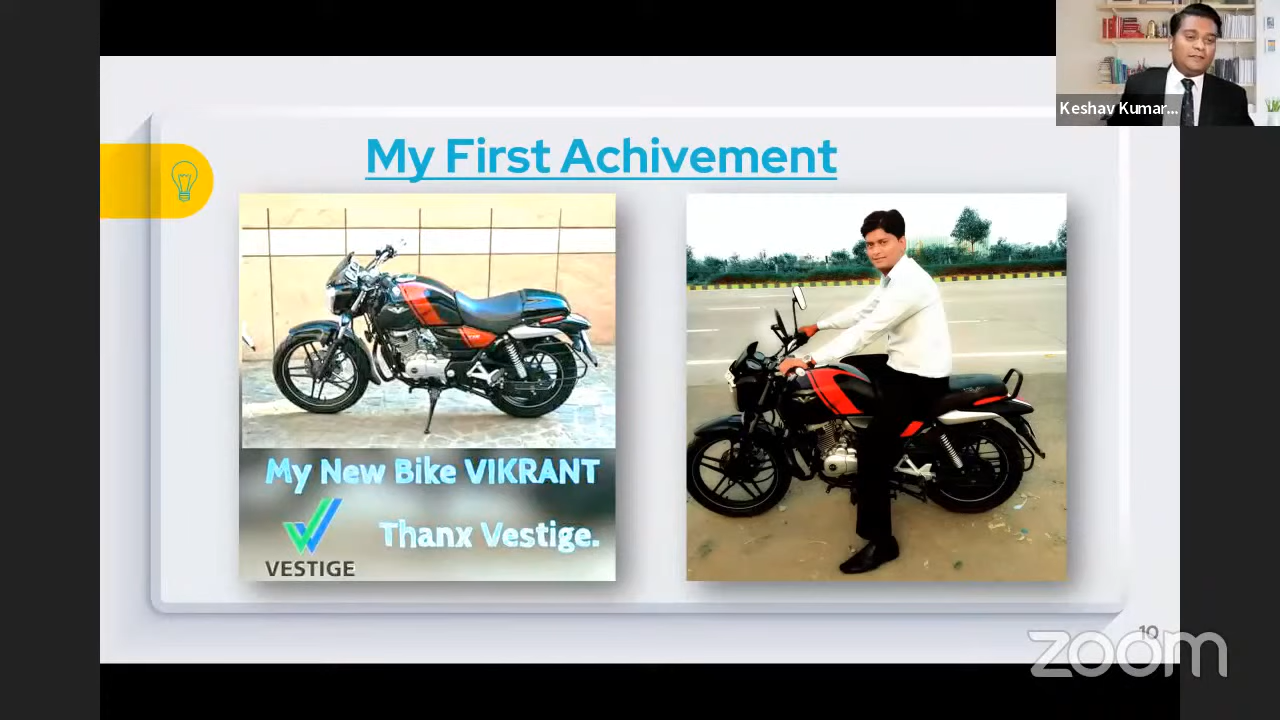 Keshav Kumar...
My First Achivement
My New Bike VIKRANT
Thanx Vestige.
VESTIGE
10
zoom